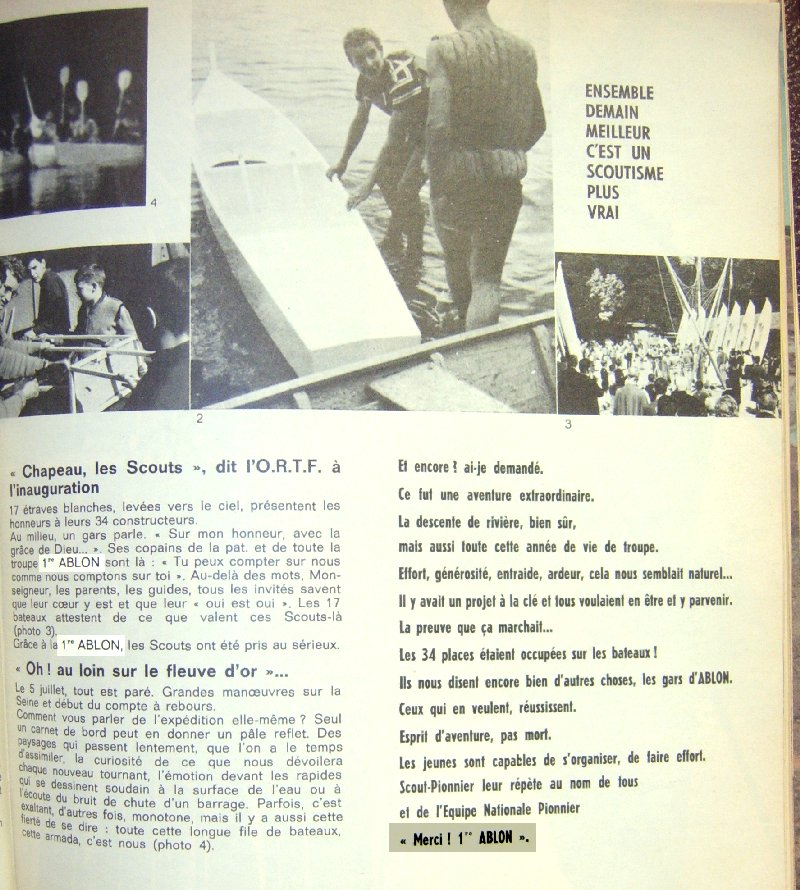 ENSEMBLE
DEMAIN
MEILLEUR
C'EST UN
SCOUTISME
PLUS
VRAI
4
2
3
« Chapeau, les Scouts », dit l'O.R.T.F. à
l'inauguration
17 étraves blanches, levées vers le ciel, présentent les
honneurs à leurs 34 constructeurs.
Au milieu, un gars parle. « Sur mon honneur, avec la
grâce de Dieu... ». Ses copains de la pat. et de toute la
troupe 1re ABLON sont là : « Tu peux compter sur nous
comme nous comptons sur toi ». Au-delà des mots, Mon-
seigneur, les parents, les guides, tous les invités savent
que leur cœur y est et que leur « oui est oui ». Les 17
bateaux attestent de ce que valent ces Scouts-là
(photo 3).
Grâce à la 1re ABLON, les Scouts ont été pris au sérieux.
« Oh ! au loin sur le fleuve d'or »...
Le 5 juillet, tout est paré. Grandes manœuvres sur la
Seine et début du compte à rebours.
Comment vous parler de l'expédition elle-même ? Seul
un carnet de bord peut en donner un pâle reflet. Des
paysages qui passent lentement, que l'on a le temps
d'assimiler, la curiosité de ce que nous dévoilera
chaque nouveau tournant, l'émotion devant les rapides
qui se dessinent soudain à la surface de l'eau ou à
l'écoute du bruit de chute d'un barrage. Parfois, c'est
exaltant, d'autres fois, monotone, mais il y a aussi cette
fierté de se dire : toute cette longue file de bateaux,
cette armada, c'est nous (photo 4).
Et encore ? ai-je demandé.
Ce fut une aventure extraordinaire.
La descente de rivière, bien sûr,
mais aussi toute cette année de vie de troupe.
Effort, générosité, entraide, ardeur, cela nous semblait naturel...
Il y avait un projet à la clé et tous voulaient en être et y parvenir.
La preuve que ça marchait...
Les 34 places étaient occupées sur les bateaux !
Ils nous disent encore bien d'autres choses, les gars d'ABLON.
Ceux qui en veulent, réussissent.
Esprit d'aventure, pas mort.
Les jeunes sont capables de s'organiser, de faire effort.
Scout-Pionnier leur répète au nom de tous
et de l'Equipe Nationale Pionnier
« Merci ! 1re ABLON ».